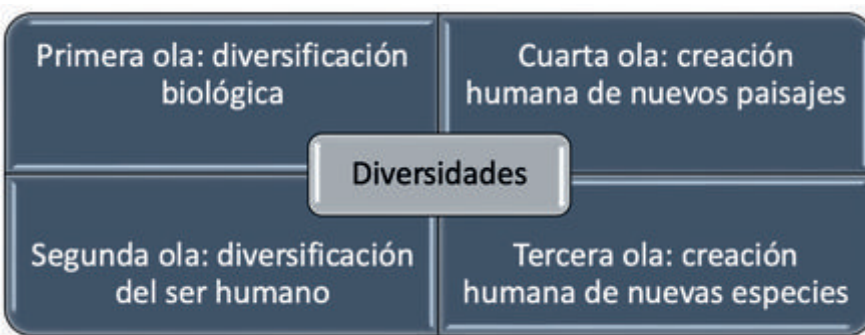 Primera ola: diversificación
biológica
Cuarta ola: creación
humana de nuevos paisajes
Diversidades
Segunda ola: diversificación
del ser humano
Tercera ola: creación
humana de nuevas especies